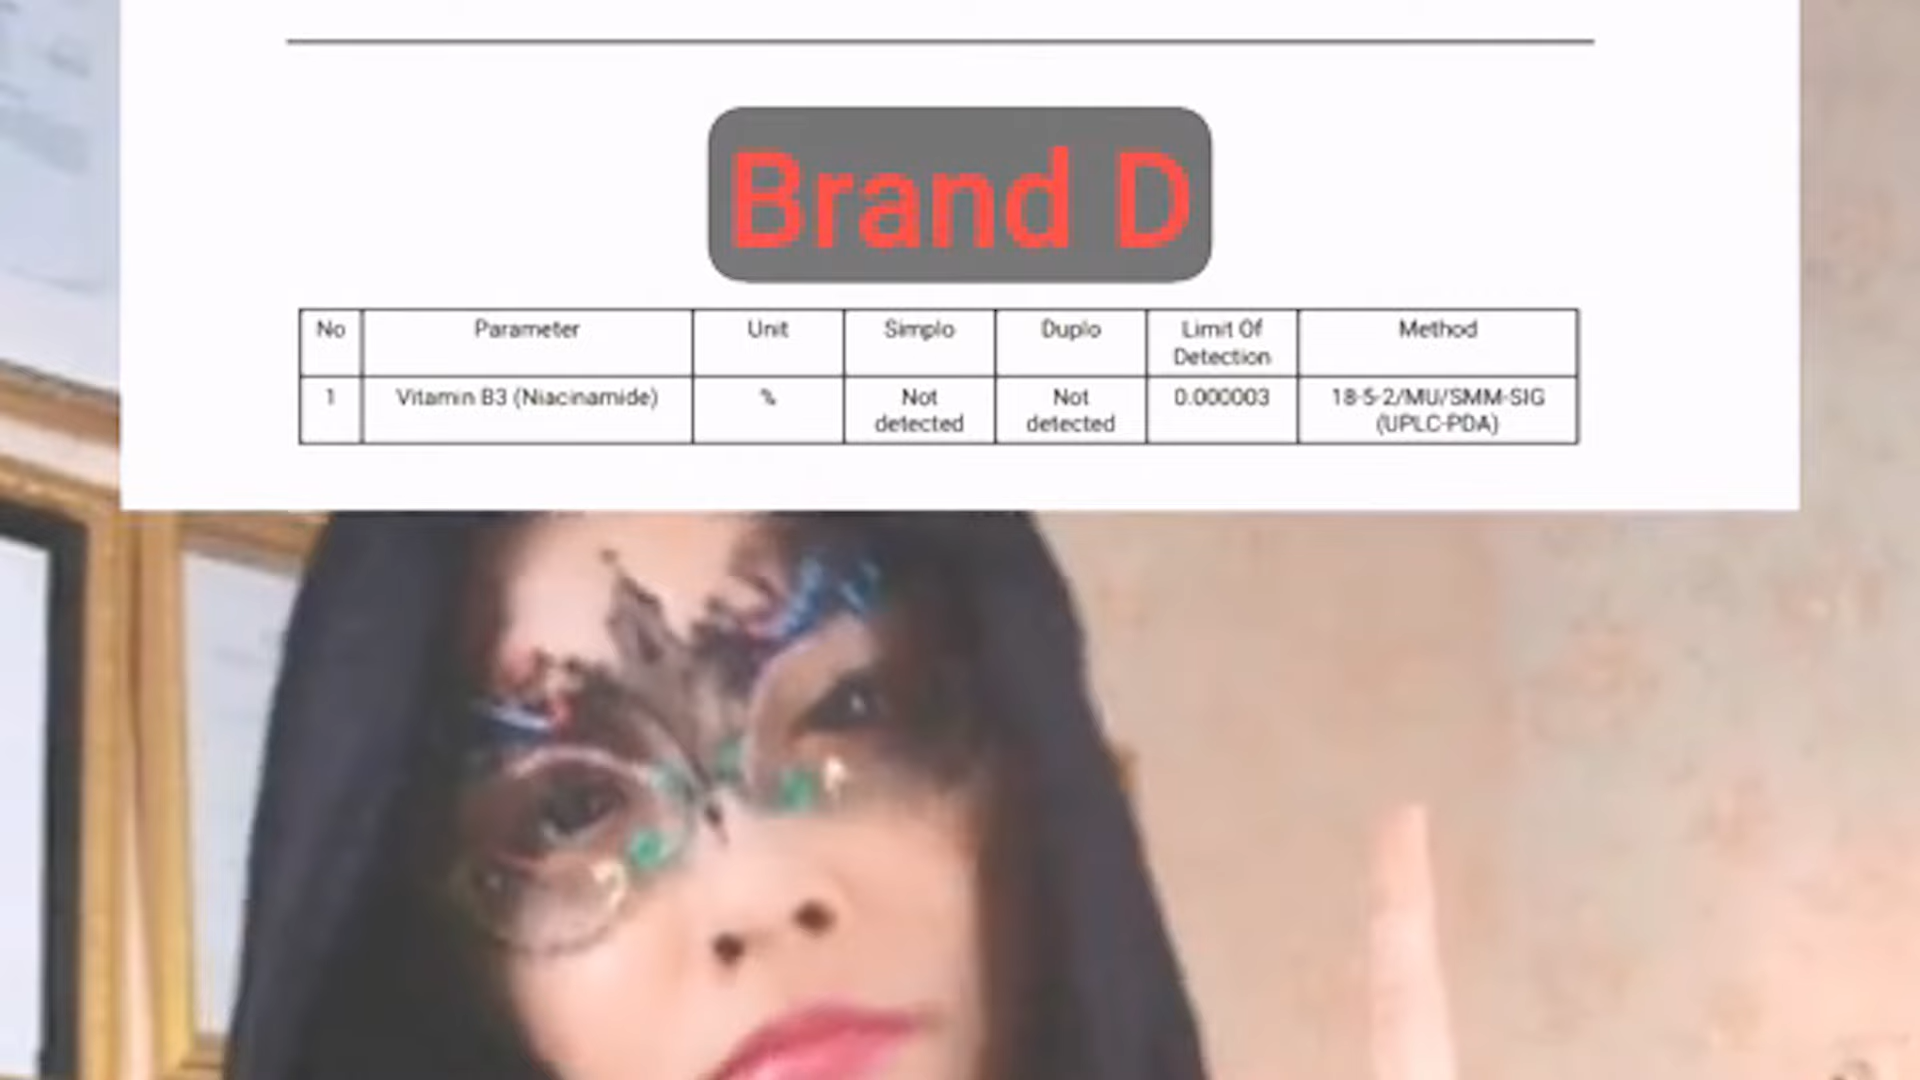 Brand D
No Parameter Unit Simplo Duplo Limit Of Detection Method
1 Vitamin B3 (Niacinamide) % Not detected Not detected 0.000003 18-5-2/MU/SMM-SIG (UPLC-PDA)